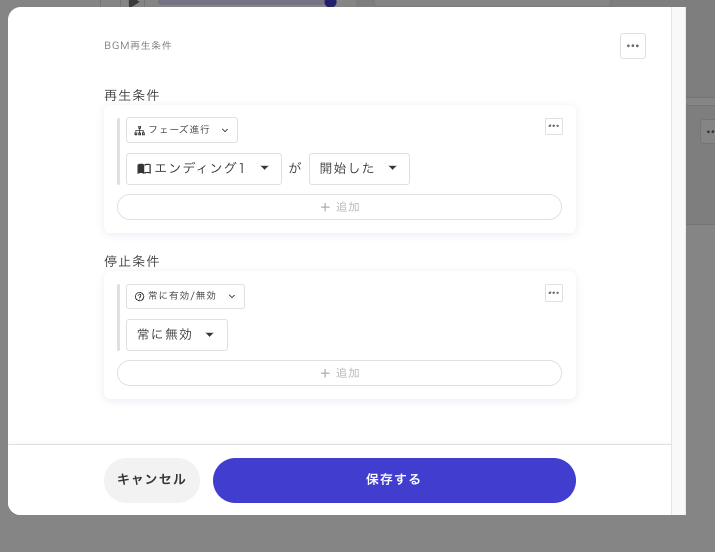 BGM再生条件
再生条件
フェーズ進行
エンディング1 が 開始した
+ 追加
停止条件
常に有効/無効
常に無効
+ 追加
キャンセル 保存する